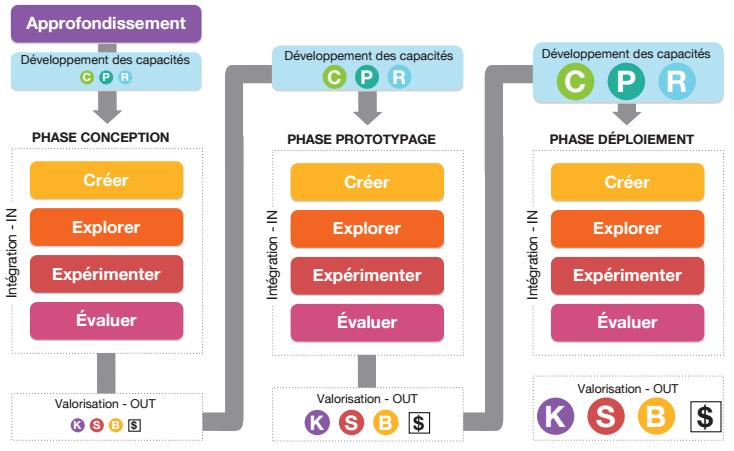 Approfondissement
Développement des capacités
C P R
PHASE CONCEPTION
Intégration - IN
Créer
Explorer
Expérimenter
Évaluer
Valorisation - OUT
K S B $
Développement des capacités
C P R
PHASE PROTOTYPAGE
Intégration - IN
Créer
Explorer
Expérimenter
Évaluer
Valorisation - OUT
K S B $
Développement des capacités
C P R
PHASE DÉPLOIEMENT
Intégration - IN
Créer
Explorer
Expérimenter
Évaluer
Valorisation - OUT
K S B $